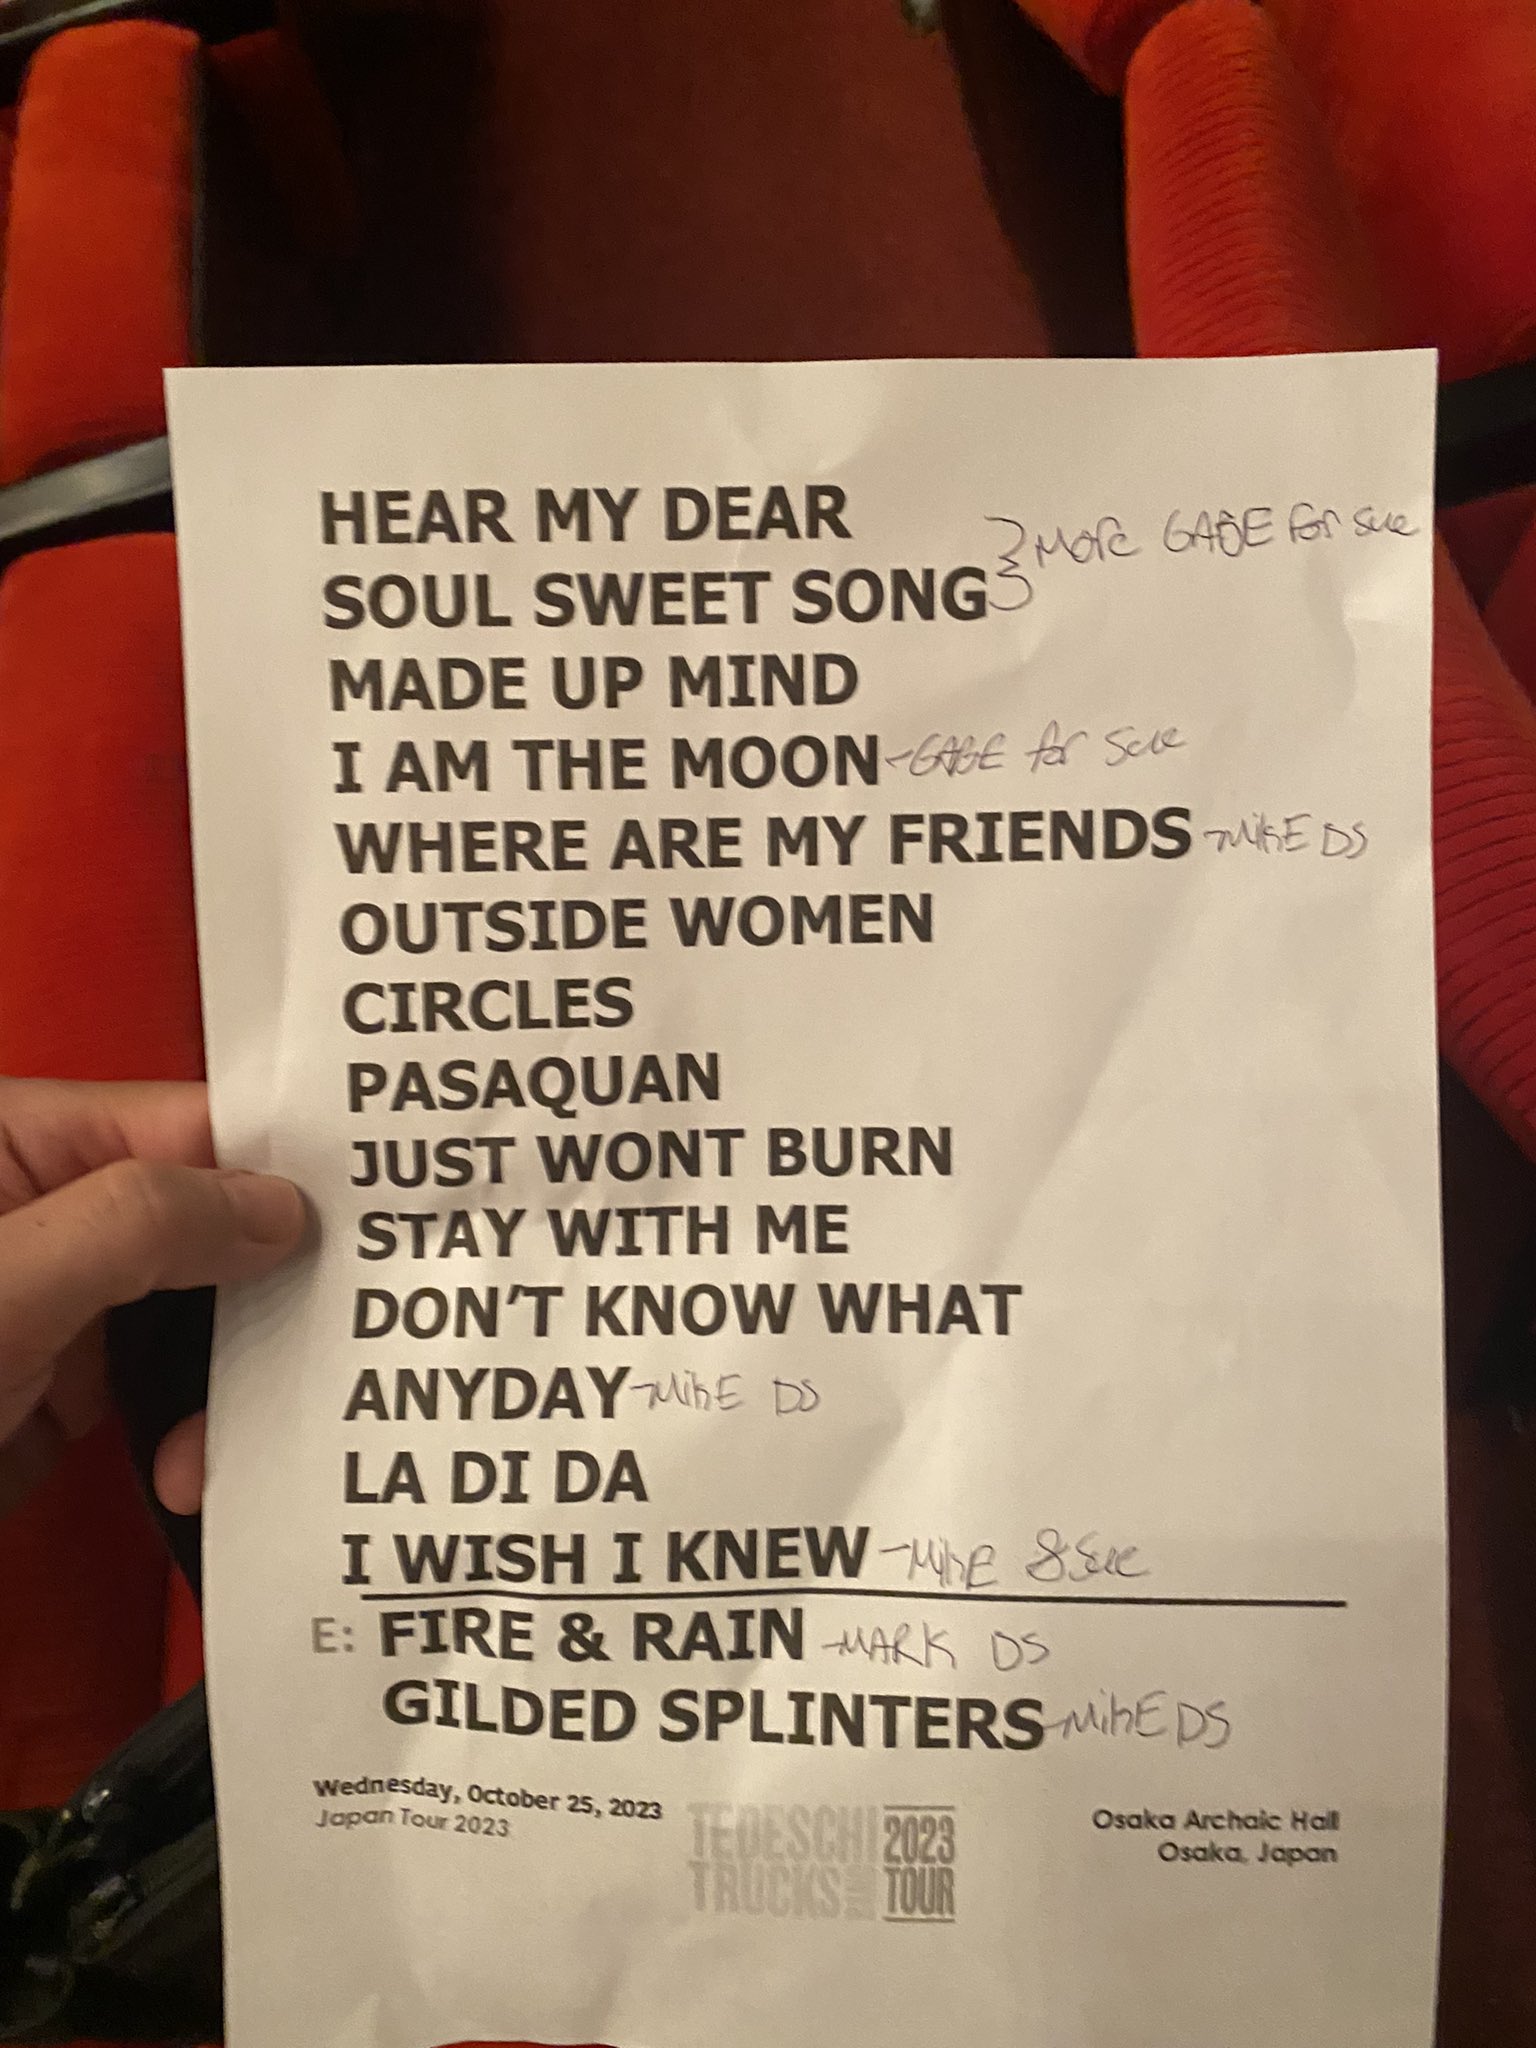 HEAR MY DEAR
SOUL SWEET SONG } More GABE for Sue
MADE UP MIND
I AM THE MOON -GABE for Sue
WHERE ARE MY FRIENDS -MikE DS
OUTSIDE WOMEN
CIRCLES
PASAQUAN
JUST WONT BURN
STAY WITH ME
DON'T KNOW WHAT
ANYDAY -MikE DS
LA DI DA
I WISH I KNEW -MikE & Sue
E: FIRE & RAIN -MARK DS
GILDED SPLINTERS -MikE DS
Wednesday, October 25, 2023
Japan Tour 2023
TEDESCHI TRUCKS BAND 2023 TOUR
Osaka Archaic Hall
Osaka, Japan